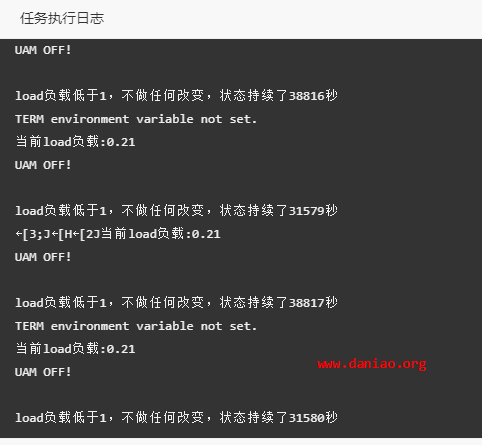 任务执行日志
UAM OFF!
load负载低于1，不做任何改变，状态持续了38816秒
TERM environment variable not set.
当前load负载:0.21
UAM OFF!
load负载低于1，不做任何改变，状态持续了31579秒
←[3;J←[H←[2J当前load负载:0.21
UAM OFF!
load负载低于1，不做任何改变，状态持续了38817秒
TERM environment variable not set.
当前load负载:0.21
www.daniao.org
UAM OFF!
load负载低于1，不做任何改变，状态持续了31580秒